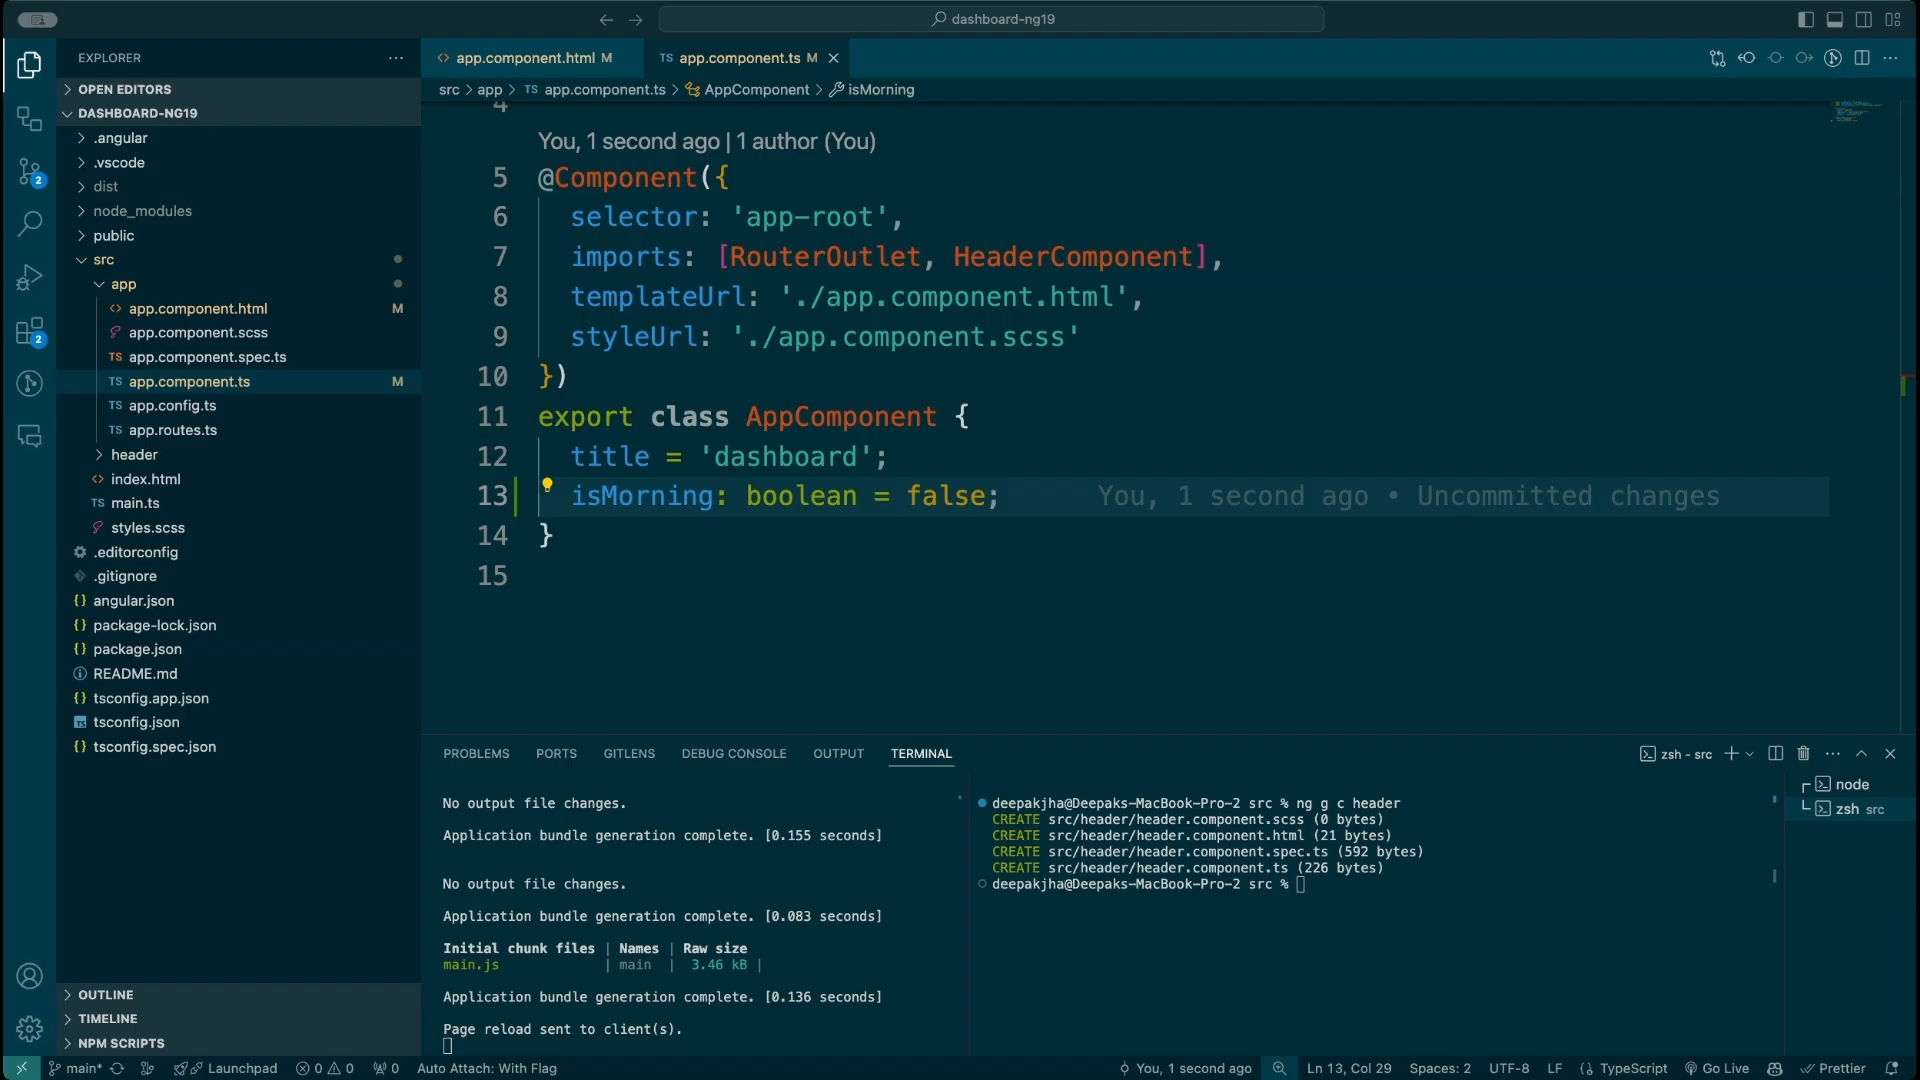 dashboard-ng19
EXPLORER
OPEN EDITORS
DASHBOARD-NG19
.angular
.vscode
dist
node_modules
public
src
app
app.component.html M
app.component.scss
app.component.spec.ts
app.component.ts M
app.config.ts
app.routes.ts
header
index.html
main.ts
styles.scss
.editorconfig
.gitignore
angular.json
package-lock.json
package.json
README.md
tsconfig.app.json
tsconfig.json
tsconfig.spec.json
OUTLINE
TIMELINE
NPM SCRIPTS
2
2
app.component.html M
TS app.component.ts M
src > app > TS app.component.ts > AppComponent > isMorning
4
You, 1 second ago | 1 author (You)
5 @Component({
6 selector: 'app-root',
7 imports: [RouterOutlet, HeaderComponent],
8 templateUrl: './app.component.html',
9 styleUrl: './app.component.scss'
10 })
11 export class AppComponent {
12 title = 'dashboard';
13 isMorning: boolean = false; You, 1 second ago • Uncommitted changes
14 }
15
PROBLEMS PORTS GITLENS DEBUG CONSOLE OUTPUT TERMINAL
zsh - src
No output file changes.
Application bundle generation complete. [0.155 seconds]
No output file changes.
Application bundle generation complete. [0.083 seconds]
Initial chunk files | Names | Raw size
main.js | main | 3.46 kB |
Application bundle generation complete. [0.136 seconds]
Page reload sent to client(s).
deepakjha@Deepaks-MacBook-Pro-2 src % ng g c header
CREATE src/header/header.component.scss (0 bytes)
CREATE src/header/header.component.html (21 bytes)
CREATE src/header/header.component.spec.ts (592 bytes)
CREATE src/header/header.component.ts (226 bytes)
deepakjha@Deepaks-MacBook-Pro-2 src %
node
zsh src
main* Launchpad 0 0 0 Auto Attach: With Flag You, 1 second ago Ln 13, Col 29 Spaces: 2 UTF-8 LF TypeScript Go Live Prettier